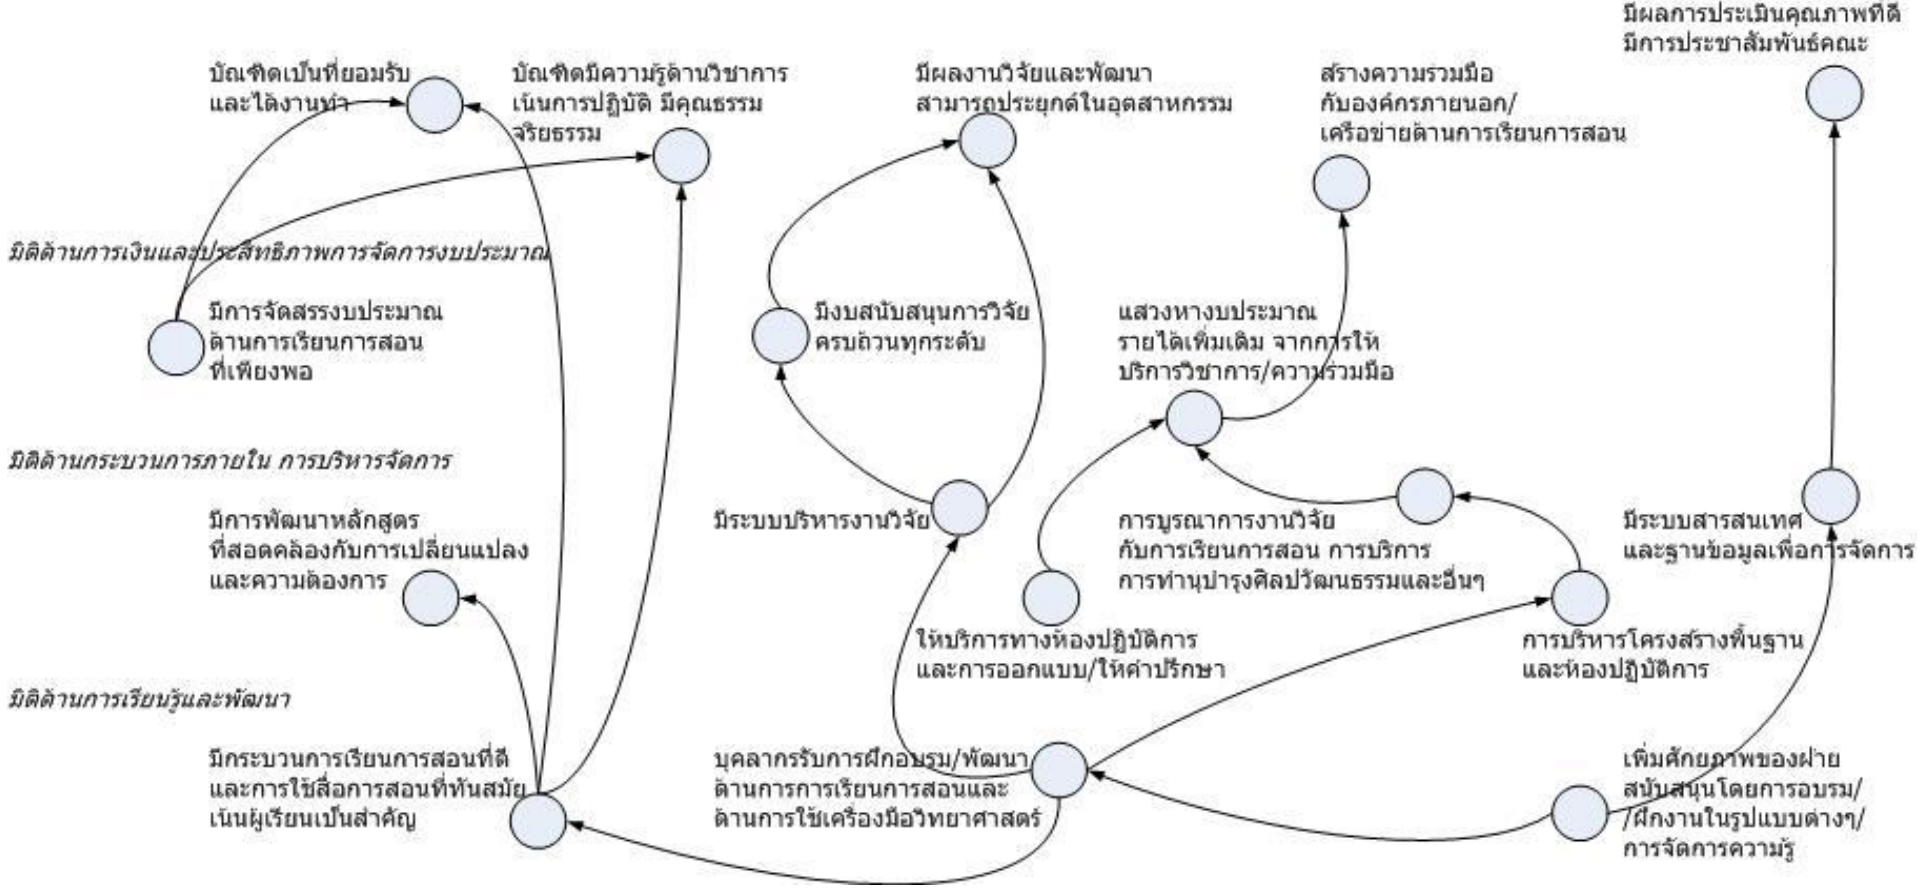 มีผลการประเมินคุณภาพที่ดี
มีการประชาสัมพันธ์คณะ
บัณฑิตเป็นที่ยอมรับ
และได้งานทำ
บัณฑิตมีความรู้ด้านวิชาการ
เน้นการปฏิบัติ มีคุณธรรม
จริยธรรม
มีผลงานวิจัยและพัฒนา
สามารถประยุกต์ในอุตสาหกรรม
สร้างความร่วมมือ
กับองค์กรภายนอก/
เครือข่ายด้านการเรียนการสอน
มิติด้านการเงินและประสิทธิภาพการจัดการงบประมาณ
มีการจัดสรรงบประมาณ
ด้านการเรียนการสอน
ที่เพียงพอ
มีงบสนับสนุนการวิจัย
ครบถ้วนทุกระดับ
แสวงหางบประมาณ
รายได้เพิ่มเติม จากการให้
บริการวิชาการ/ความร่วมมือ
มิติด้านกระบวนการภายใน การบริหารจัดการ
มีการพัฒนาหลักสูตร
ที่สอดคล้องกับการเปลี่ยนแปลง
และความต้องการ
มีระบบบริหารงานวิจัย
การบูรณาการงานวิจัย
กับการเรียนการสอน การบริการ
การทำนุบำรุงศิลปวัฒนธรรมและอื่นๆ
มีระบบสารสนเทศ
และฐานข้อมูลเพื่อการจัดการ
ให้บริการทางห้องปฏิบัติการ
และการออกแบบ/ให้คำปรึกษา
การบริหารโครงสร้างพื้นฐาน
และห้องปฏิบัติการ
มิติด้านการเรียนรู้และพัฒนา
มีกระบวนการเรียนการสอนที่ดี
และการใช้สื่อการสอนที่ทันสมัย
เน้นผู้เรียนเป็นสำคัญ
บุคลากรรับการฝึกอบรม/พัฒนา
ด้านการการเรียนการสอนและ
ด้านการใช้เครื่องมือวิทยาศาสตร์
เพิ่มศักยภาพของฝ่าย
สนับสนุนโดยการอบรม/
/ฝึกงานในรูปแบบต่างๆ/
การจัดการความรู้